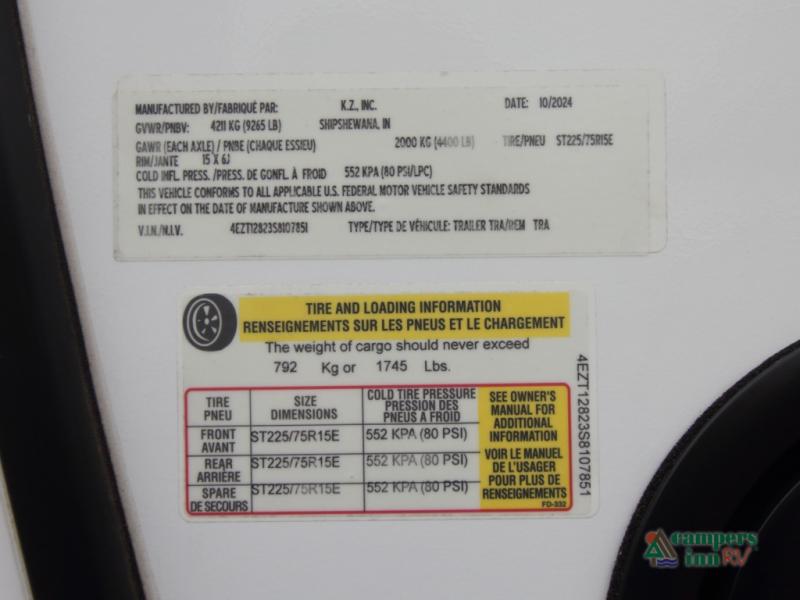 MANUFACTURED BY/FABRIQUÉ PAR: K.Z., INC. DATE: 10/2024
GVWR/PNBV: 4211 KG (9265 LB) SHIPSHEWANA, IN
GAWR (EACH AXLE) / PNBE (CHAQUE ESSIEU) 2000 KG (4400 LB) TIRE/PNEU ST225/75R15E
RIM/JANTE 15 X 6J
COLD INFL. PRESS. /PRESS. DE GONFL. À FROID 552 KPA (80 PSI/LPC)
THIS VEHICLE CONFORMS TO ALL APPLICABLE U.S. FEDERAL MOTOR VEHICLE SAFETY STANDARDS
IN EFFECT ON THE DATE OF MANUFACTURE SHOWN ABOVE.
V.I.N./N.I.V. 4EZT12823S8107851 TYPE/TYPE DE VÉHICULE: TRAILER TRA/REM TRA
TIRE AND LOADING INFORMATION
RENSEIGNEMENTS SUR LES PNEUS ET LE CHARGEMENT
The weight of cargo should never exceed
792 Kg or 1745 Lbs.
TIRE
PNEU
SIZE
DIMENSIONS
COLD TIRE PRESSURE
PRESSION DES
PNEUS A FROID
FRONT
AVANT
ST225/75R15E
552 KPA (80 PSI)
REAR
ARRIÈRE
ST225/75R15E
552 KPA (80 PSI)
SPARE
DE SECOURS
ST225/75R15E
552 KPA (80 PSI)
SEE OWNER'S
MANUAL FOR
ADDITIONAL
INFORMATION
VOIR LE MANUEL
DE L'USAGER
POUR PLUS DE
RENSEIGNEMENTS
FD-332
4EZT12823S8107851
campers
inn RV